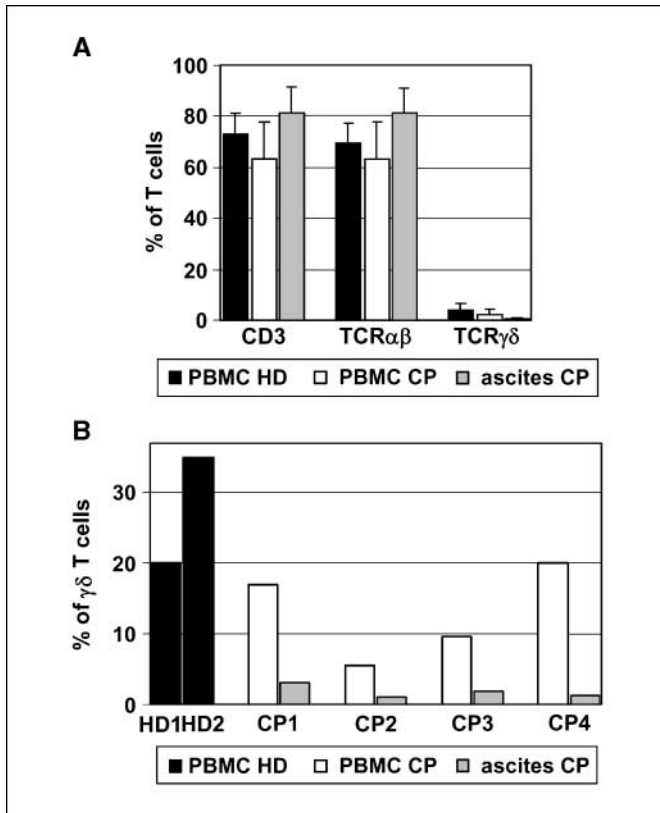 A
% of T cells
100
80
60
40
20
0
CD3 TCRαβ TCRγδ
PBMC HD PBMC CP ascites CP
B
% of γδ T cells
30
20
10
0
HD1HD2 CP1 CP2 CP3 CP4
PBMC HD PBMC CP ascites CP